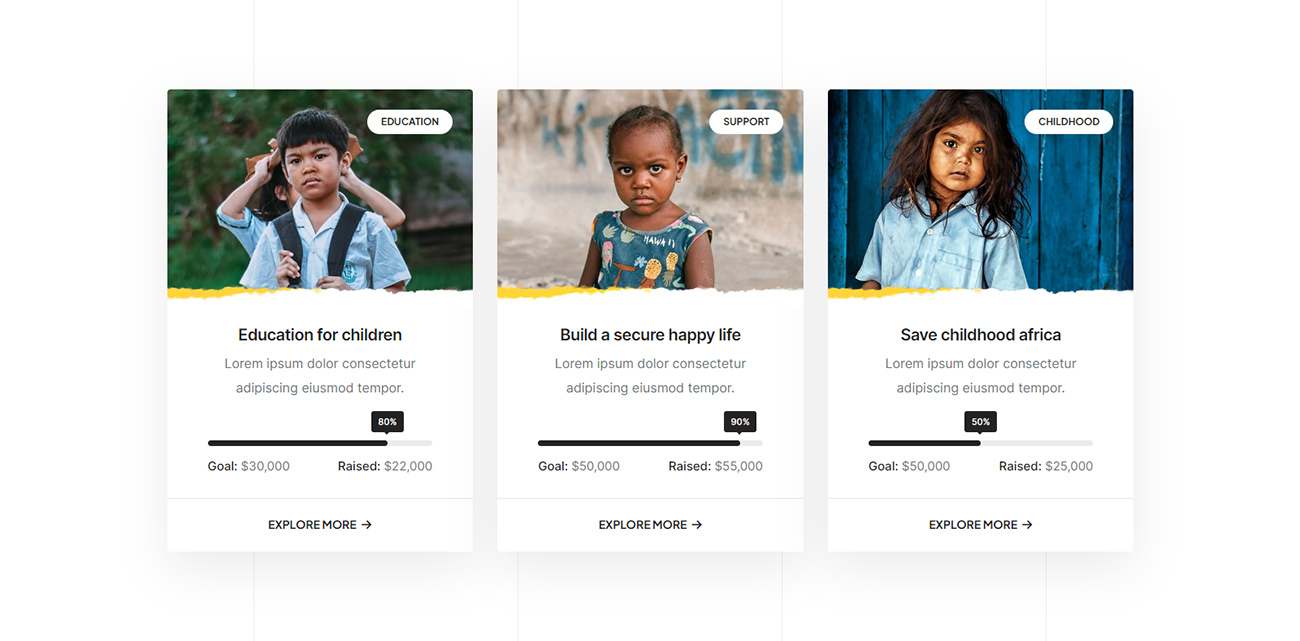 EDUCATION
Education for children
Lorem ipsum dolor consectetur
adipiscing eiusmod tempor.
80%
Goal: $30,000 Raised: $22,000
EXPLORE MORE →
SUPPORT
HAWAII
Build a secure happy life
Lorem ipsum dolor consectetur
adipiscing eiusmod tempor.
90%
Goal: $50,000 Raised: $55,000
EXPLORE MORE →
CHILDHOOD
Save childhood africa
Lorem ipsum dolor consectetur
adipiscing eiusmod tempor.
50%
Goal: $50,000 Raised: $25,000
EXPLORE MORE →